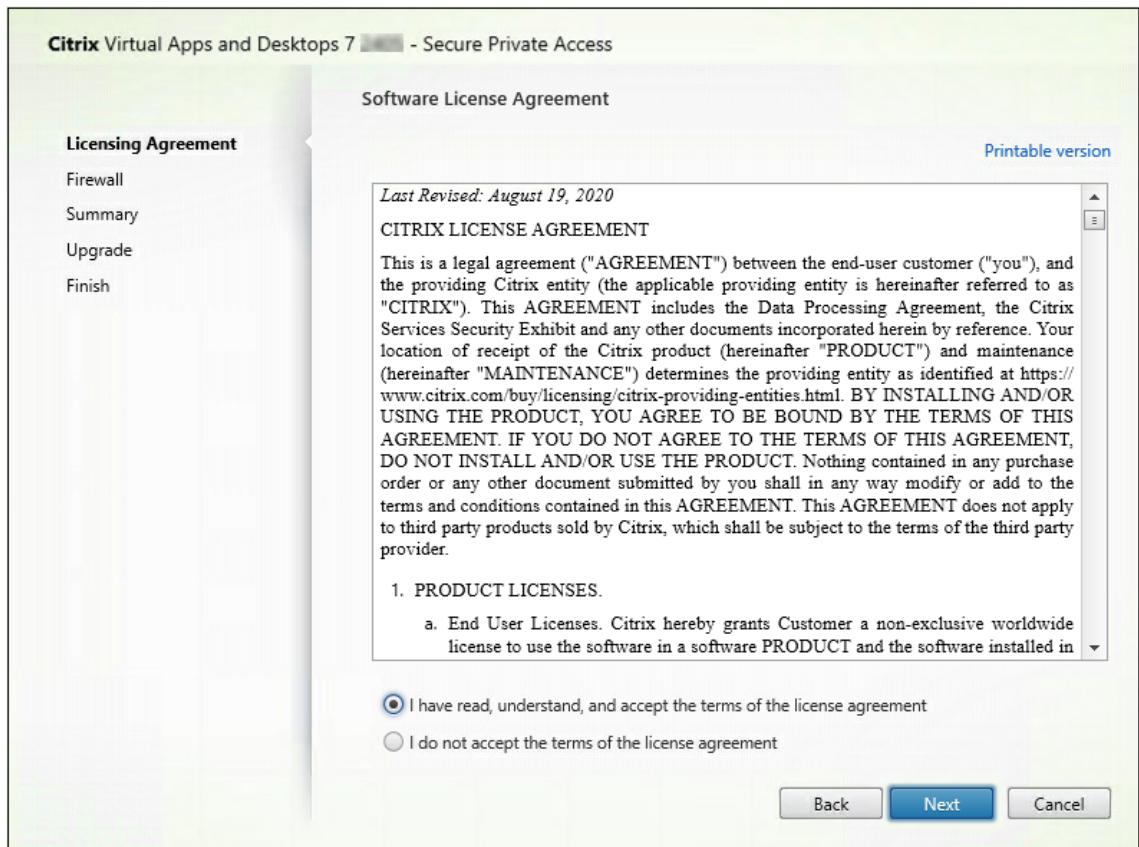 Citrix Virtual Apps and Desktops 7 - Secure Private Access
Software License Agreement
Licensing Agreement
Firewall
Summary
Upgrade
Finish
Printable version
Last Revised: August 19, 2020
CITRIX LICENSE AGREEMENT
This is a legal agreement ("AGREEMENT") between the end-user customer ("you"), and
the providing Citrix entity (the applicable providing entity is hereinafter referred to as
"CITRIX"). This AGREEMENT includes the Data Processing Agreement, the Citrix
Services Security Exhibit and any other documents incorporated herein by reference. Your
location of receipt of the Citrix product (hereinafter "PRODUCT") and maintenance
(hereinafter "MAINTENANCE") determines the providing entity as identified at https://
www.citrix.com/buy/licensing/citrix-providing-entities.html. BY INSTALLING AND/OR
USING THE PRODUCT, YOU AGREE TO BE BOUND BY THE TERMS OF THIS
AGREEMENT. IF YOU DO NOT AGREE TO THE TERMS OF THIS AGREEMENT,
DO NOT INSTALL AND/OR USE THE PRODUCT. Nothing contained in any purchase
order or any other document submitted by you shall in any way modify or add to the
terms and conditions contained in this AGREEMENT. This AGREEMENT does not apply
to third party products sold by Citrix, which shall be subject to the terms of the third party
provider.
1. PRODUCT LICENSES.
a. End User Licenses. Citrix hereby grants Customer a non-exclusive worldwide
license to use the software in a software PRODUCT and the software installed in
I have read, understand, and accept the terms of the license agreement
I do not accept the terms of the license agreement
Back
Next
Cancel